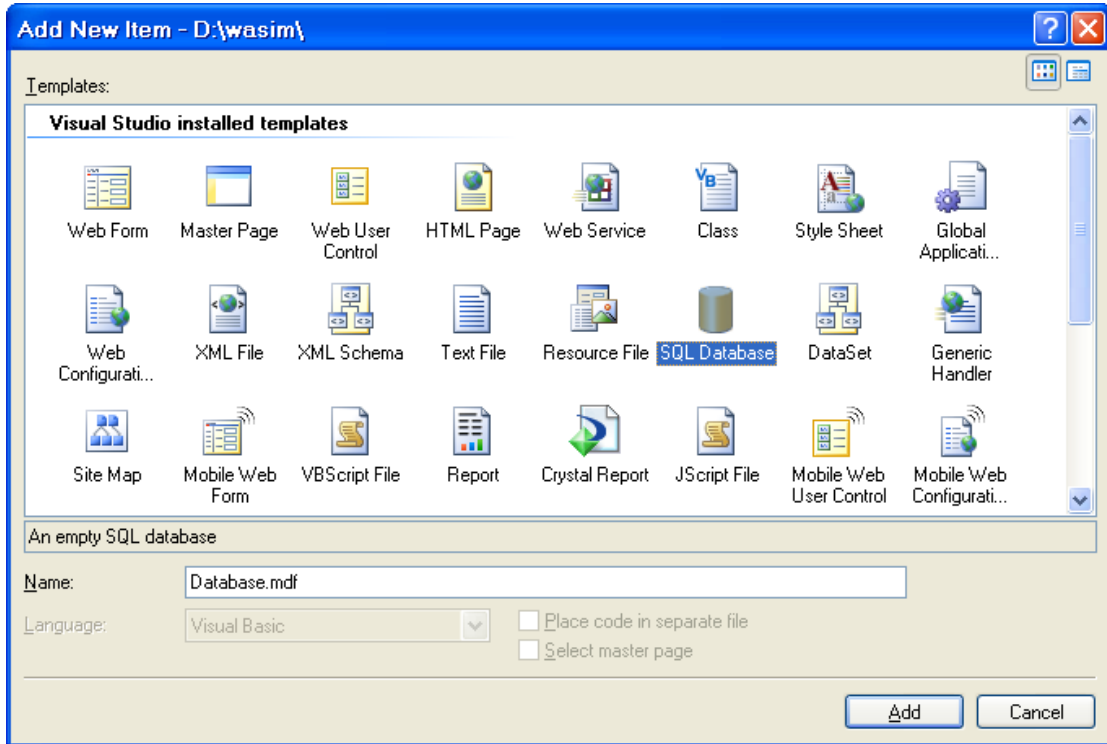 Add New Item - D:\wasim\
Templates:
Visual Studio installed templates
Web Form
Master Page
Web User
Control
HTML Page
Web Service
VB
Class
Style Sheet
Global
Applicati...
Web
Configurati...
XML File
XML Schema
Text File
Resource File
SQL Database
DataSet
Generic
Handler
Site Map
Mobile Web
Form
VBScript File
Report
Crystal Report
JScript File
Mobile Web
User Control
Mobile Web
Configurati...
An empty SQL database
Name:
Database.mdf
Language:
Visual Basic
Place code in separate file
Select master page
Add
Cancel